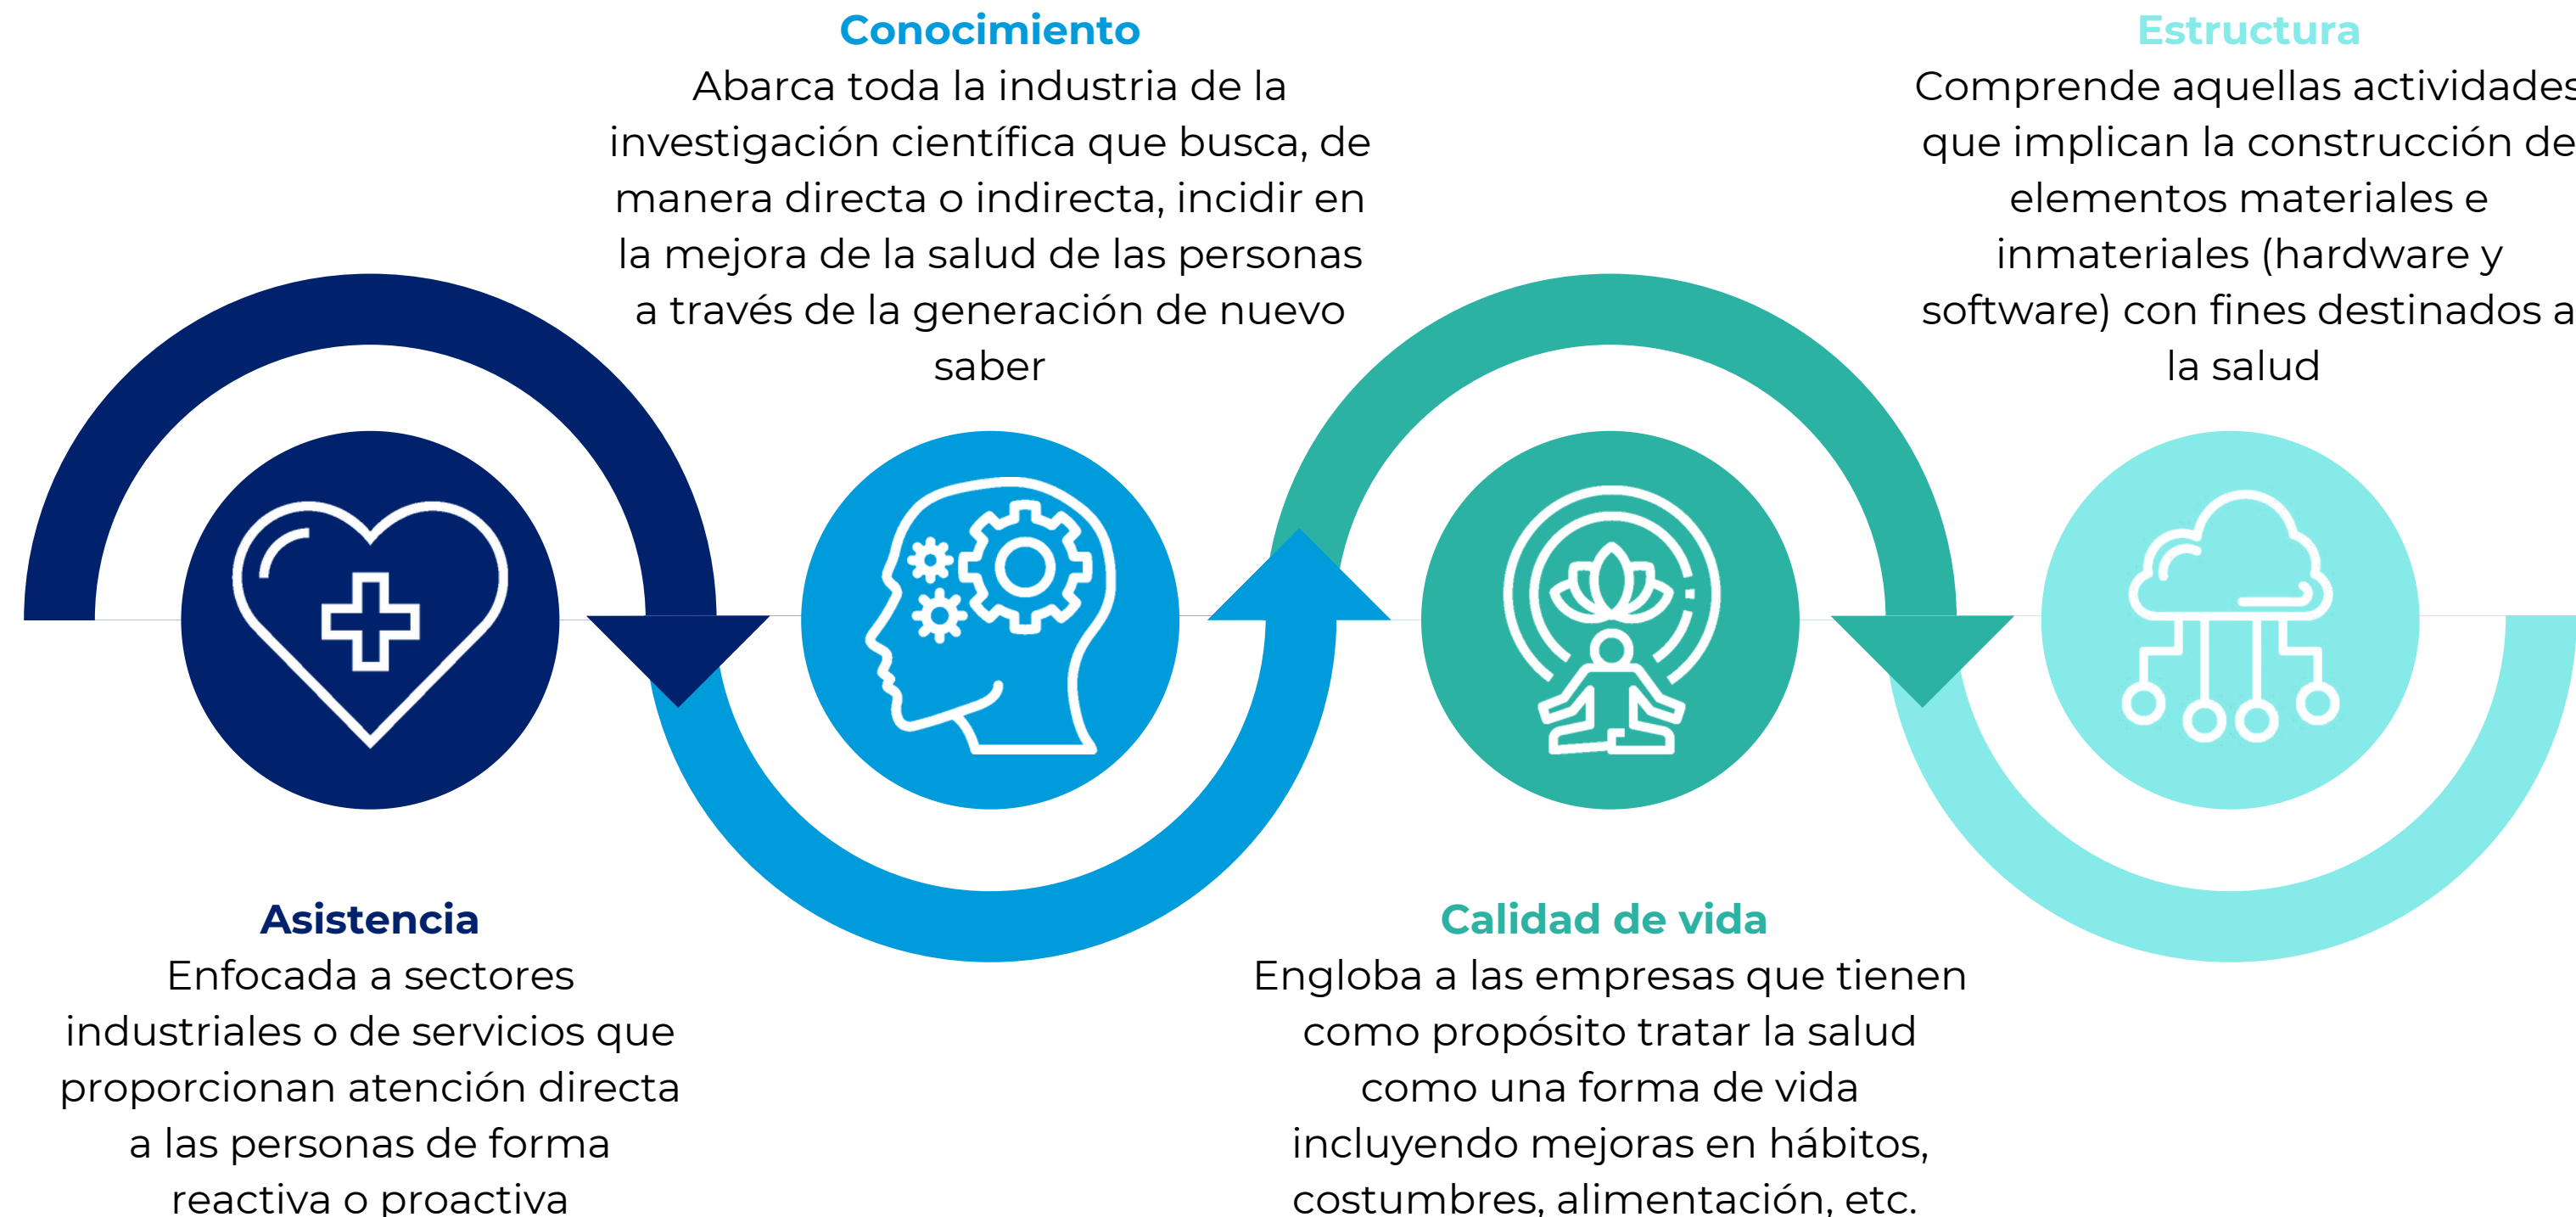 Conocimiento
Abarca toda la industria de la
investigación científica que busca, de
manera directa o indirecta, incidir en
la mejora de la salud de las personas
a través de la generación de nuevo
saber
Estructura
Comprende aquellas actividades
que implican la construcción de
elementos materiales e
inmateriales (hardware y
software) con fines destinados a
la salud
Asistencia
Enfocada a sectores
industriales o de servicios que
proporcionan atención directa
a las personas de forma
reactiva o proactiva
Calidad de vida
Engloba a las empresas que tienen
como propósito tratar la salud
como una forma de vida
incluyendo mejoras en hábitos,
costumbres, alimentación, etc.